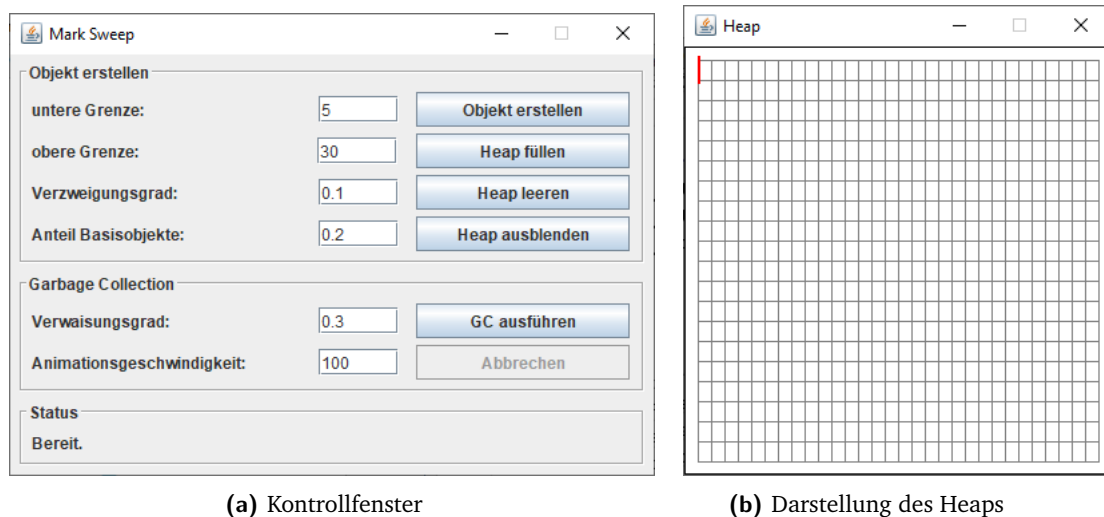 Mark Sweep
Objekt erstellen
untere Grenze: 5 Objekt erstellen
obere Grenze: 30 Heap füllen
Verzweigungsgrad: 0.1 Heap leeren
Anteil Basisobjekte: 0.2 Heap ausblenden
Garbage Collection
Verwaisungsgrad: 0.3 GC ausführen
Animationsgeschwindigkeit: 100 Abbrechen
Status
Bereit.
(a) Kontrollfenster
Heap
(b) Darstellung des Heaps